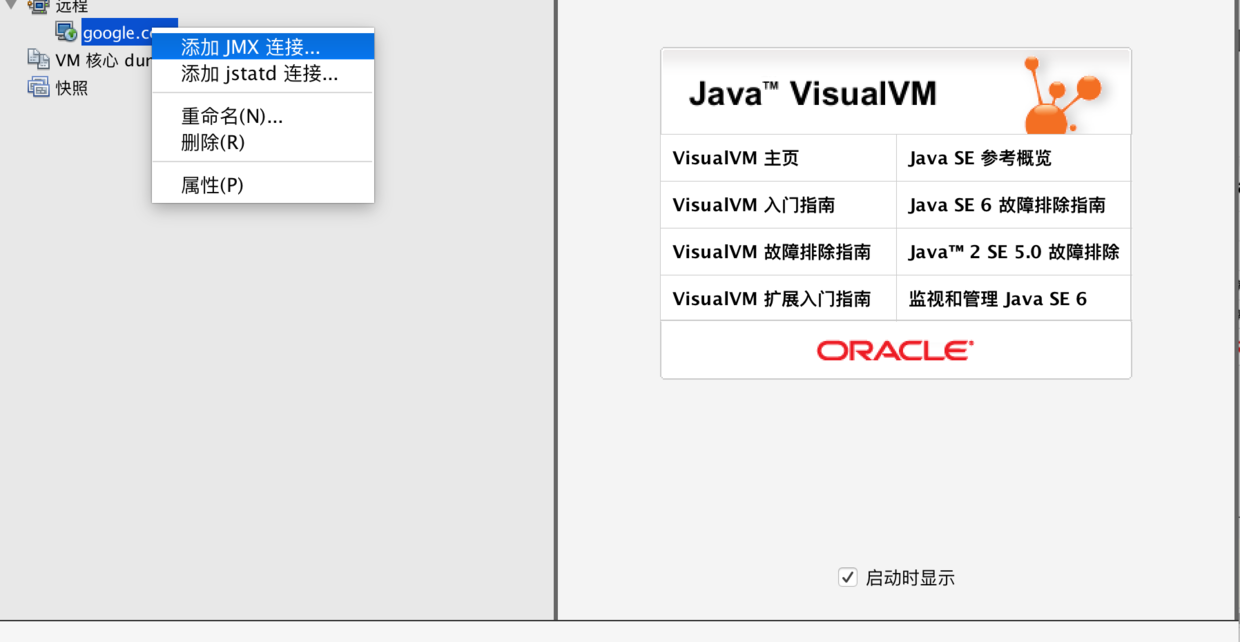 远程
google.c
VM 核心 dur
快照
添加 JMX 连接...
添加 jstatd 连接...
重命名(N)...
删除(R)
属性(P)
Java™ VisualVM
VisualVM 主页
Java SE 参考概览
VisualVM 入门指南
Java SE 6 故障排除指南
VisualVM 故障排除指南
Java™ 2 SE 5.0 故障排除
VisualVM 扩展入门指南
监视和管理 Java SE 6
ORACLE
启动时显示